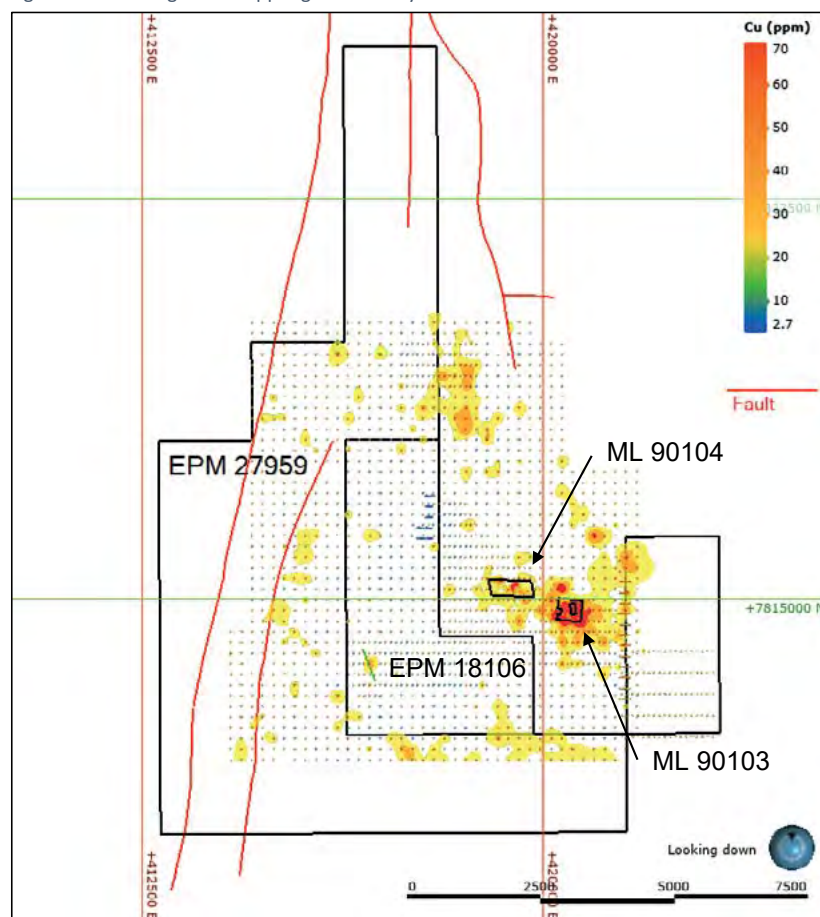 +412500 E
+420000 E
Cu (ppm)
70
60
50
40
30
20
10
2.7
Fault
ML 90104
EPM 27959
+7815000 N
EPM 18106
ML 90103
Looking down
+412500 E
0
2500
5000
7500